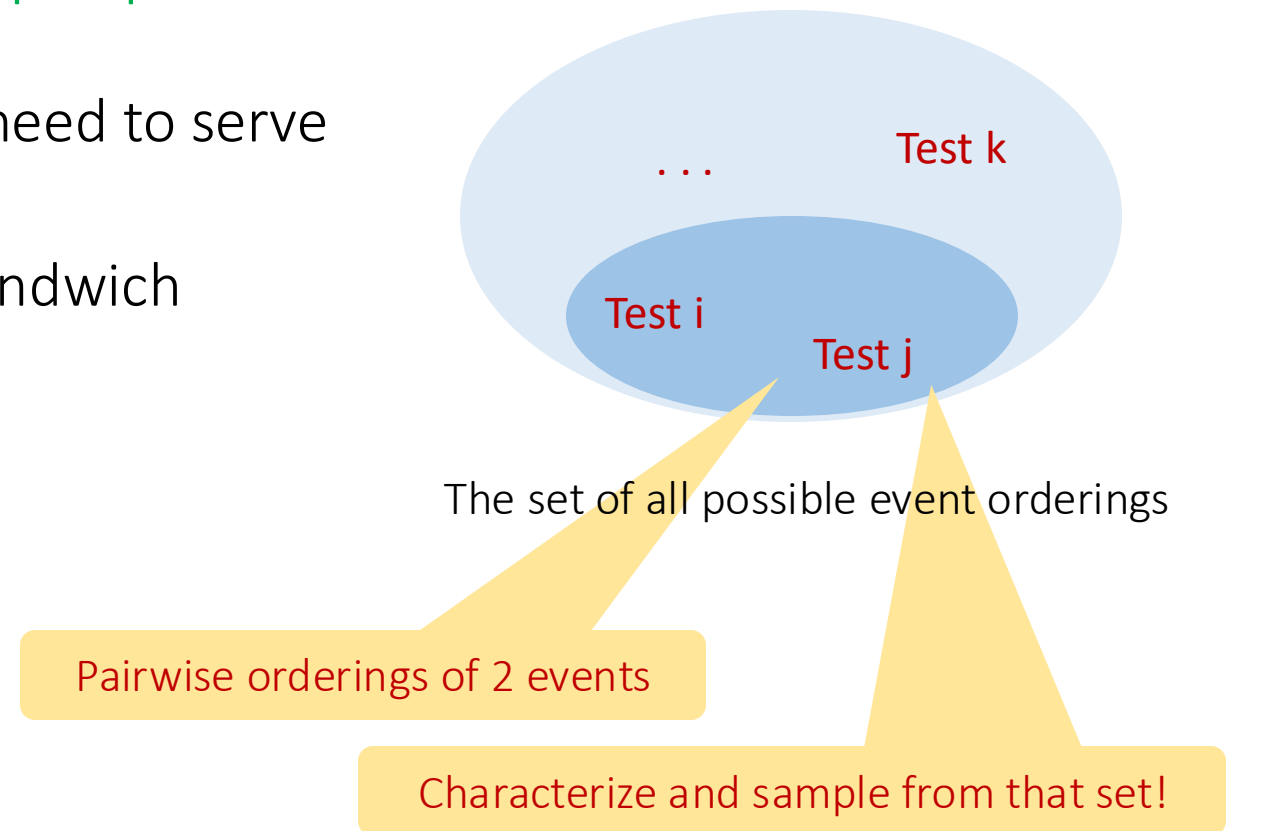 need to serve
Test k
. . .
ndwich
Test i
Test j
The set of all possible event orderings
Pairwise orderings of 2 events
Characterize and sample from that set!